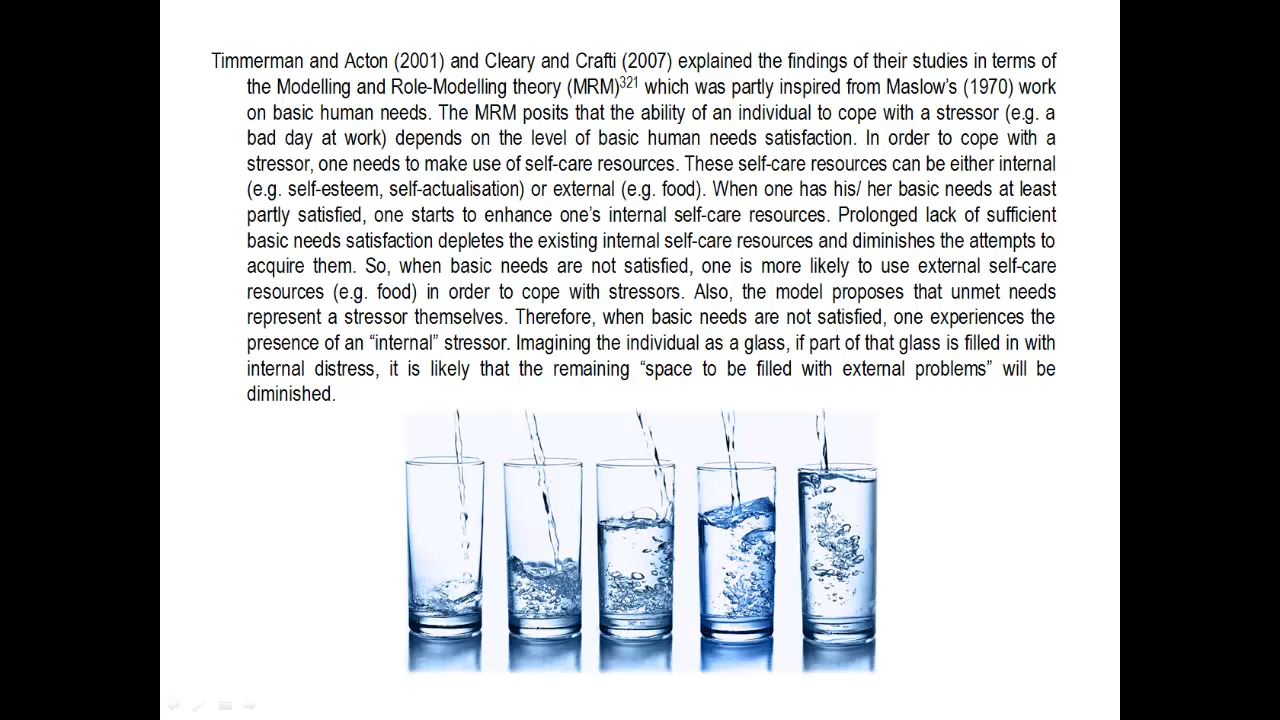 Timmerman and Acton (2001) and Cleary and Crafti (2007) explained the findings of their studies in terms of
the Modelling and Role-Modelling theory (MRM)321 which was partly inspired from Maslow's (1970) work
on basic human needs. The MRM posits that the ability of an individual to cope with a stressor (e.g. a
bad day at work) depends on the level of basic human needs satisfaction. In order to cope with a
stressor, one needs to make use of self-care resources. These self-care resources can be either internal
(e.g. self-esteem, self-actualisation) or external (e.g. food). When one has his/ her basic needs at least
partly satisfied, one starts to enhance one's internal self-care resources. Prolonged lack of sufficient
basic needs satisfaction depletes the existing internal self-care resources and diminishes the attempts to
acquire them. So, when basic needs are not satisfied, one is more likely to use external self-care
resources (e.g. food) in order to cope with stressors. Also, the model proposes that unmet needs
represent a stressor themselves. Therefore, when basic needs are not satisfied, one experiences the
presence of an “internal” stressor. Imagining the individual as a glass, if part of that glass is filled in with
internal distress, it is likely that the remaining “space to be filled with external problems” will be
diminished.